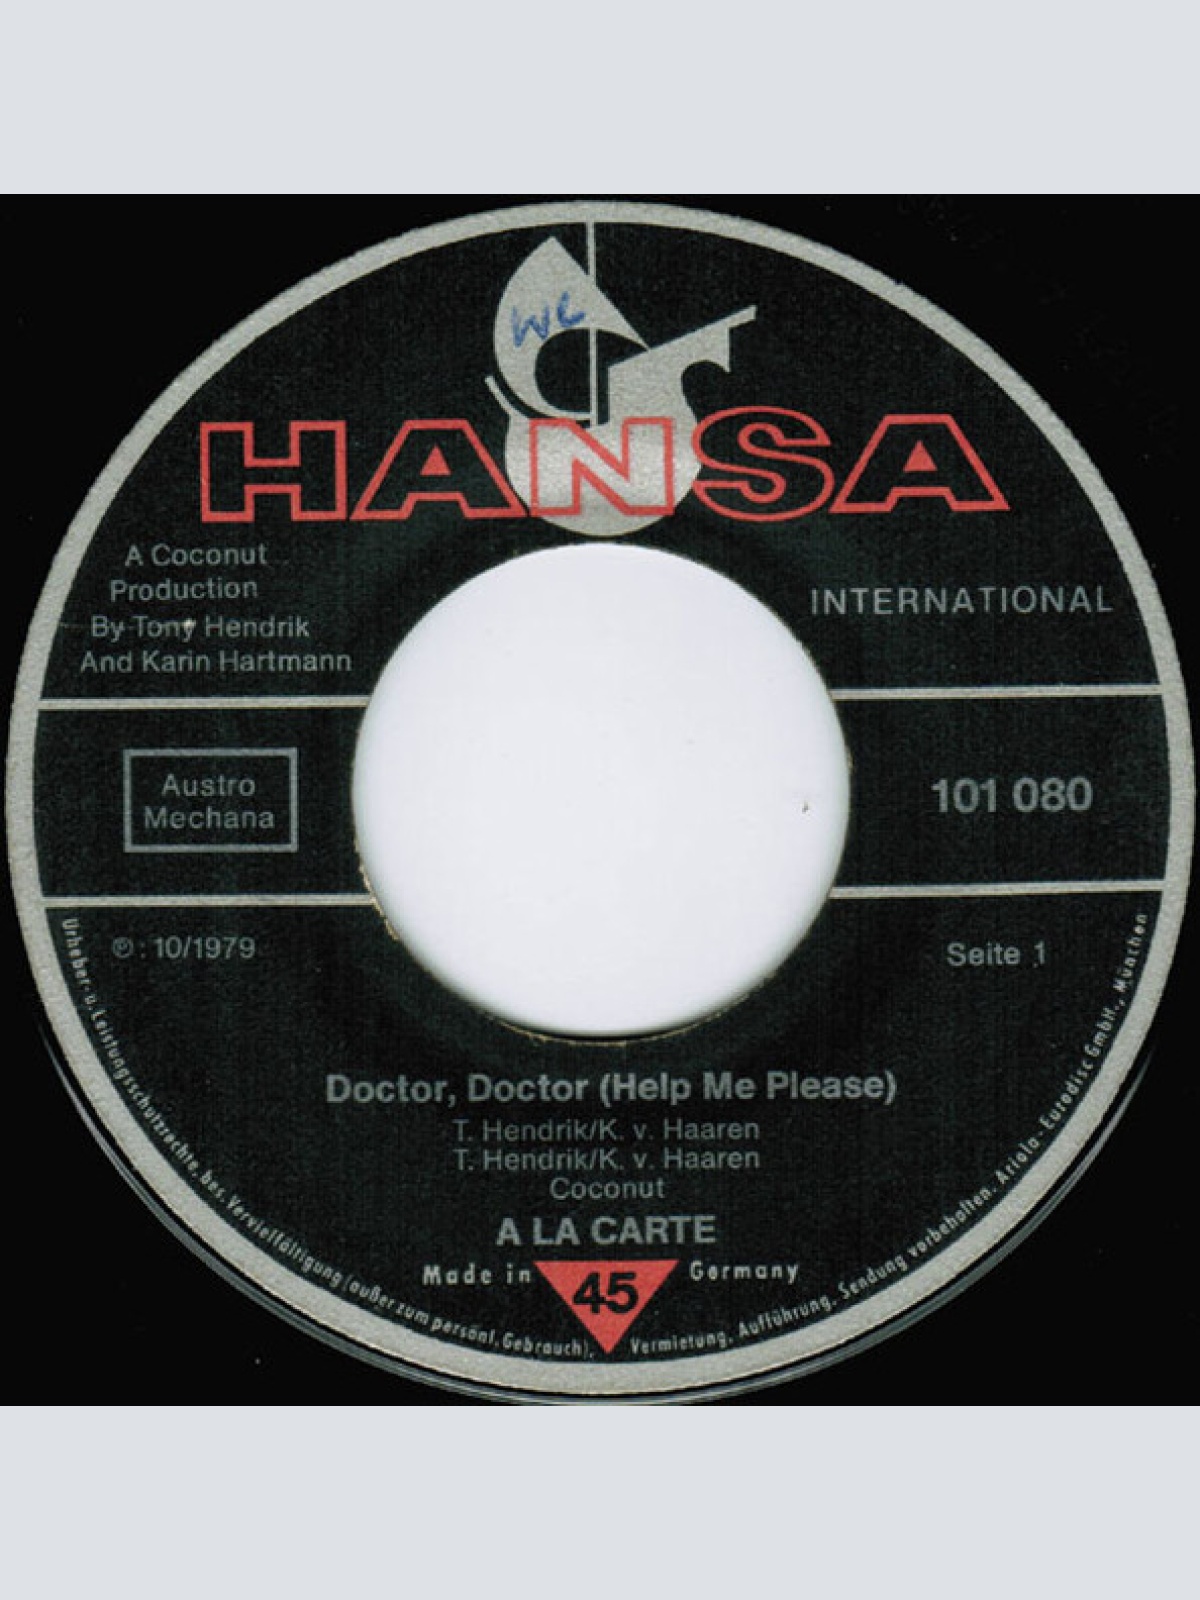 WC
HANSA
A Coconut
Production
By Tony Hendrik
And Karin Hartmann
INTERNATIONAL
Austro
Mechana
101 080
℗: 10/1979
Seite 1
Doctor, Doctor (Help Me Please)
T. Hendrik/K. v. Haaren
T. Hendrik/K. v. Haaren
Coconut
A LA CARTE
Made in 45 Germany
Urheber- u. Leistungsschutzrechte, bes. Vervielfältigung (außer zum persönl. Gebrauch), Vermietung, Aufführung, Sendung vorbehalten. Ariola-Eurodisc GmbH., München